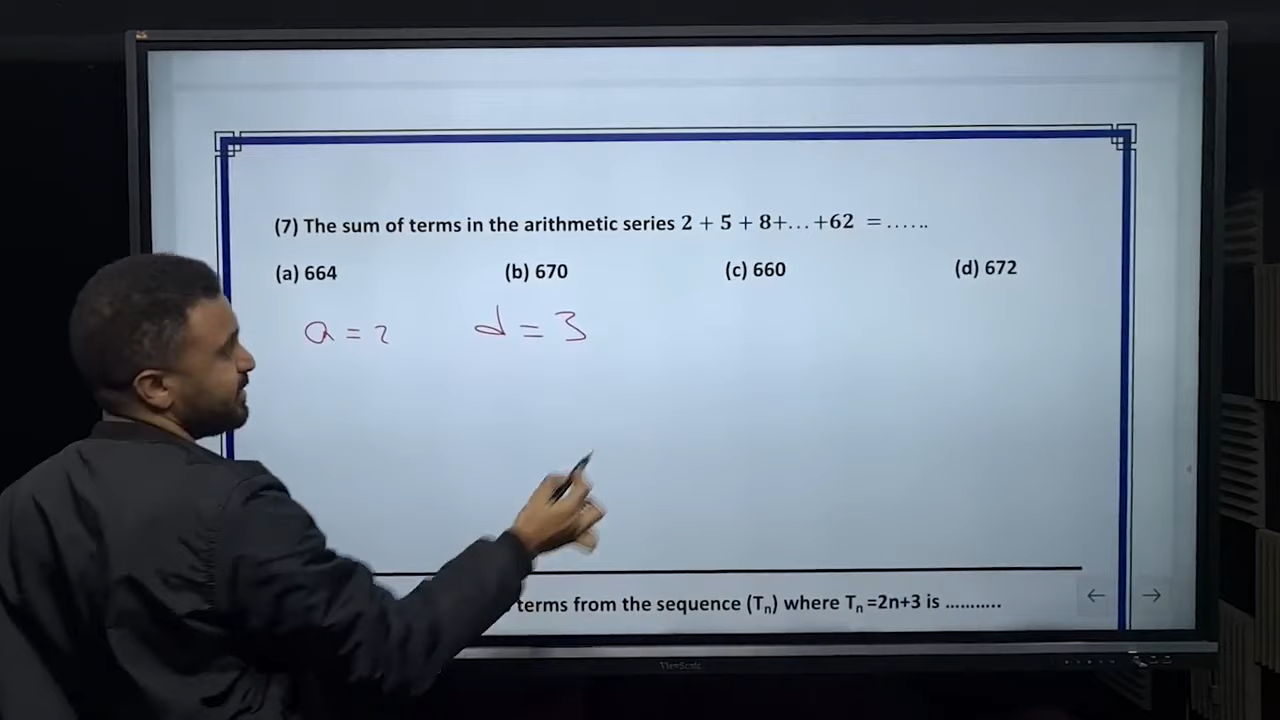 (7) The sum of terms in the arithmetic series 2 + 5 + 8+…+62 = ……
(a) 664 (b) 670 (c) 660 (d) 672
a = 2 d = 3
terms from the sequence (Tₙ) where Tₙ =2n+3 is ...........
← →
ViewSonic